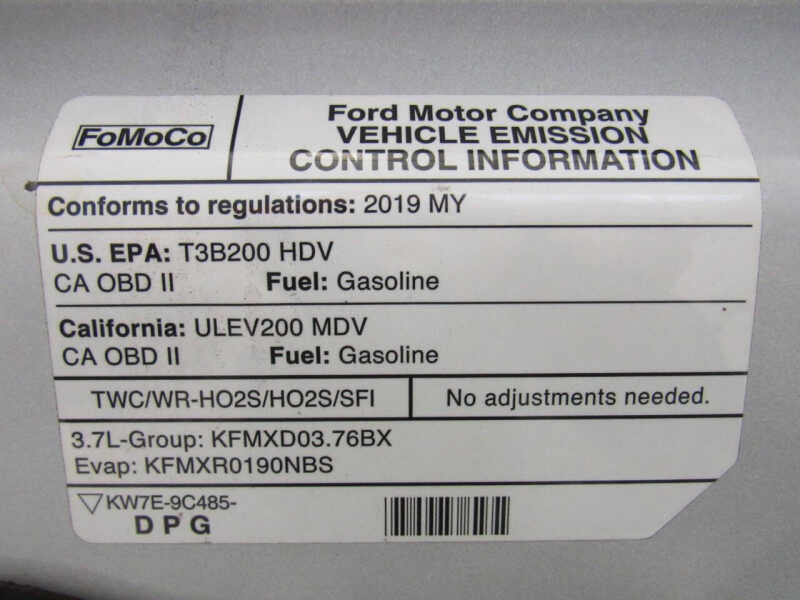 FoMoCo
Ford Motor Company
VEHICLE EMISSION
CONTROL INFORMATION
Conforms to regulations: 2019 MY
U.S. EPA: T3B200 HDV
CA OBD II Fuel: Gasoline
California: ULEV200 MDV
CA OBD II Fuel: Gasoline
TWC/WR-HO2S/HO2S/SFI No adjustments needed.
3.7L-Group: KFMXD03.76BX
Evap: KFMXR0190NBS
KW7E-9C485-
D P G